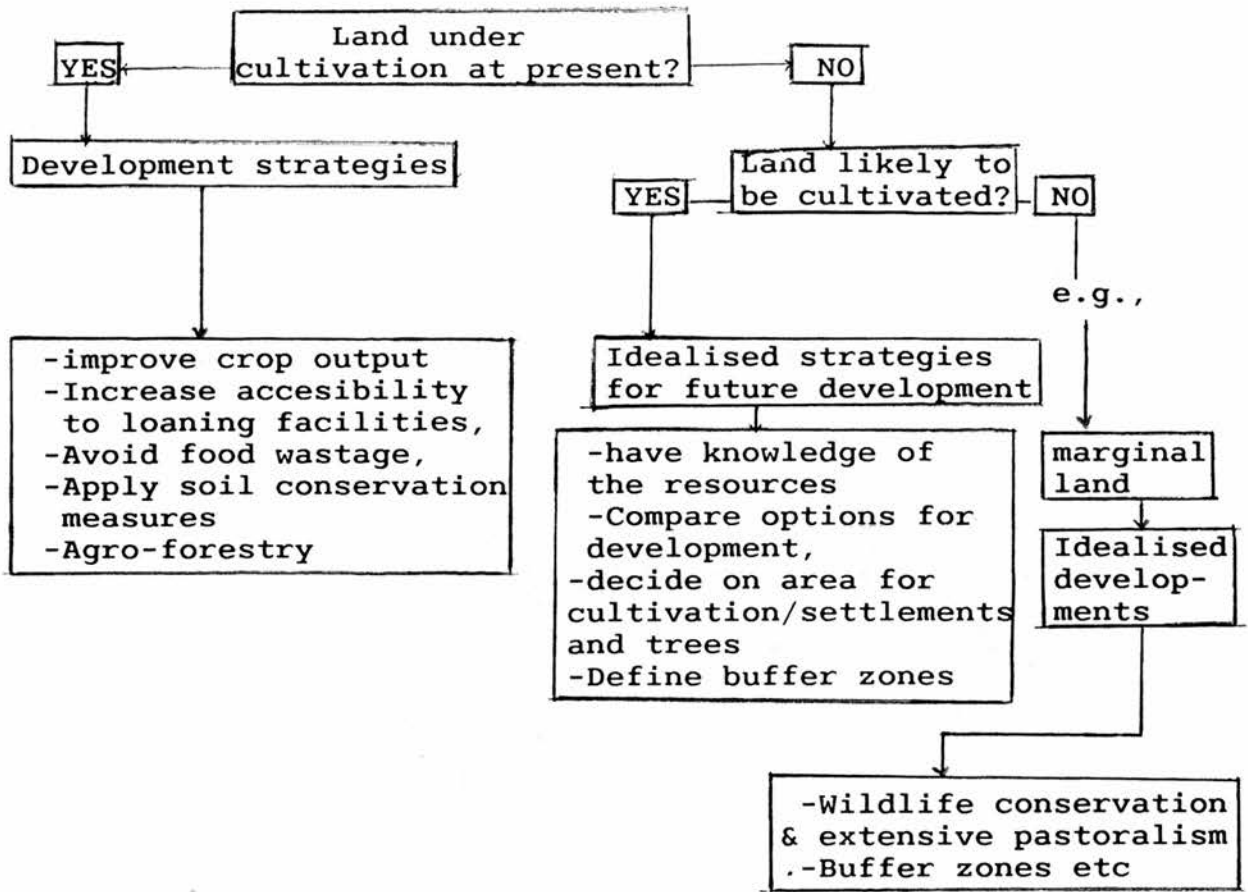 Land under
cultivation at present?
YES
NO
Development strategies
Land likely to
be cultivated?
YES
NO
e.g.,
-improve crop output
-Increase accesibility
to loaning facilities,
-Avoid food wastage,
-Apply soil conservation
measures
-Agro-forestry
Idealised strategies
for future development
-have knowledge of
the resources
-Compare options for
development,
-decide on area for
cultivation/settlements
and trees
-Define buffer zones
marginal
land
Idealised
develop-
ments
-Wildlife conservation
& extensive pastoralism
.-Buffer zones etc